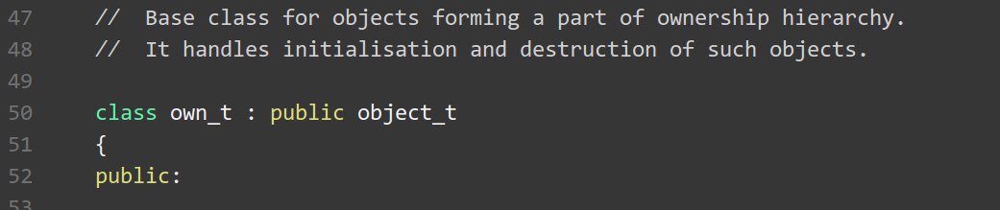 47 //  Base class for objects forming a part of ownership hierarchy.
48 //  It handles initialisation and destruction of such objects.
49
50 class own_t : public object_t
51 {
52 public:
53